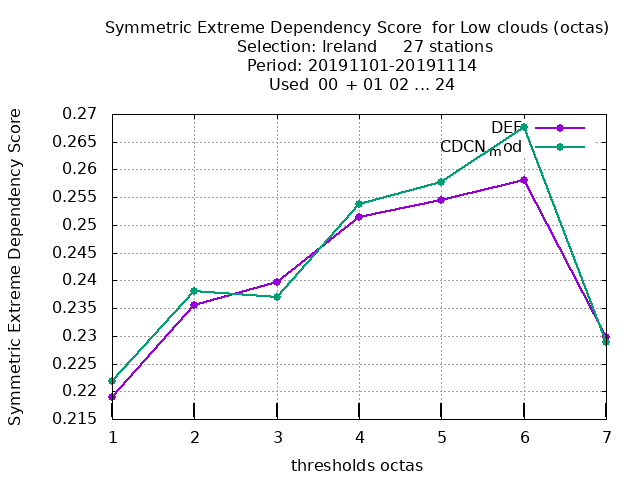 Symmetric Extreme Dependency Score for Low clouds (octas)
Selection: Ireland 27 stations
Period: 20191101-20191114
Used 00 + 01 02 ... 24
Symmetric Extreme Dependency Score
0.27
0.265
0.26
0.255
0.25
0.245
0.24
0.235
0.23
0.225
0.22
0.215
DEF
CDCN_mod
1 2 3 4 5 6 7
thresholds octas